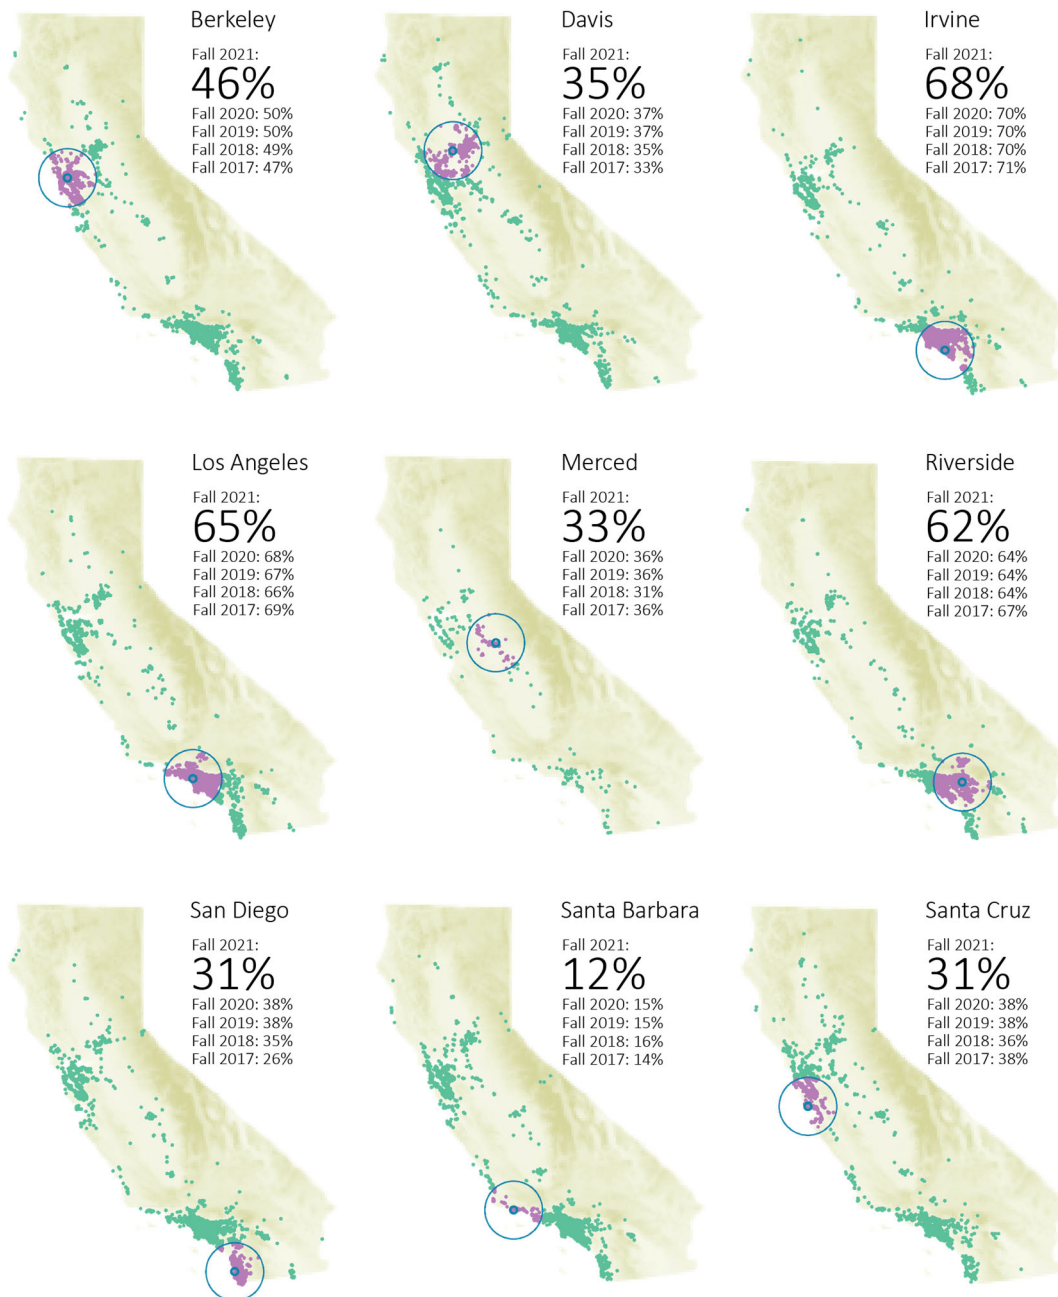 Berkeley
Fall 2021:
46%
Fall 2020: 50%
Fall 2019: 50%
Fall 2018: 49%
Fall 2017: 47%
Davis
Fall 2021:
35%
Fall 2020: 37%
Fall 2019: 37%
Fall 2018: 35%
Fall 2017: 33%
Irvine
Fall 2021:
68%
Fall 2020: 70%
Fall 2019: 70%
Fall 2018: 70%
Fall 2017: 71%
Los Angeles
Fall 2021:
65%
Fall 2020: 68%
Fall 2019: 67%
Fall 2018: 66%
Fall 2017: 69%
Merced
Fall 2021:
33%
Fall 2020: 36%
Fall 2019: 36%
Fall 2018: 31%
Fall 2017: 36%
Riverside
Fall 2021:
62%
Fall 2020: 64%
Fall 2019: 64%
Fall 2018: 64%
Fall 2017: 67%
San Diego
Fall 2021:
31%
Fall 2020: 38%
Fall 2019: 38%
Fall 2018: 35%
Fall 2017: 26%
Santa Barbara
Fall 2021:
12%
Fall 2020: 15%
Fall 2019: 15%
Fall 2018: 16%
Fall 2017: 14%
Santa Cruz
Fall 2021:
31%
Fall 2020: 38%
Fall 2019: 38%
Fall 2018: 36%
Fall 2017: 38%